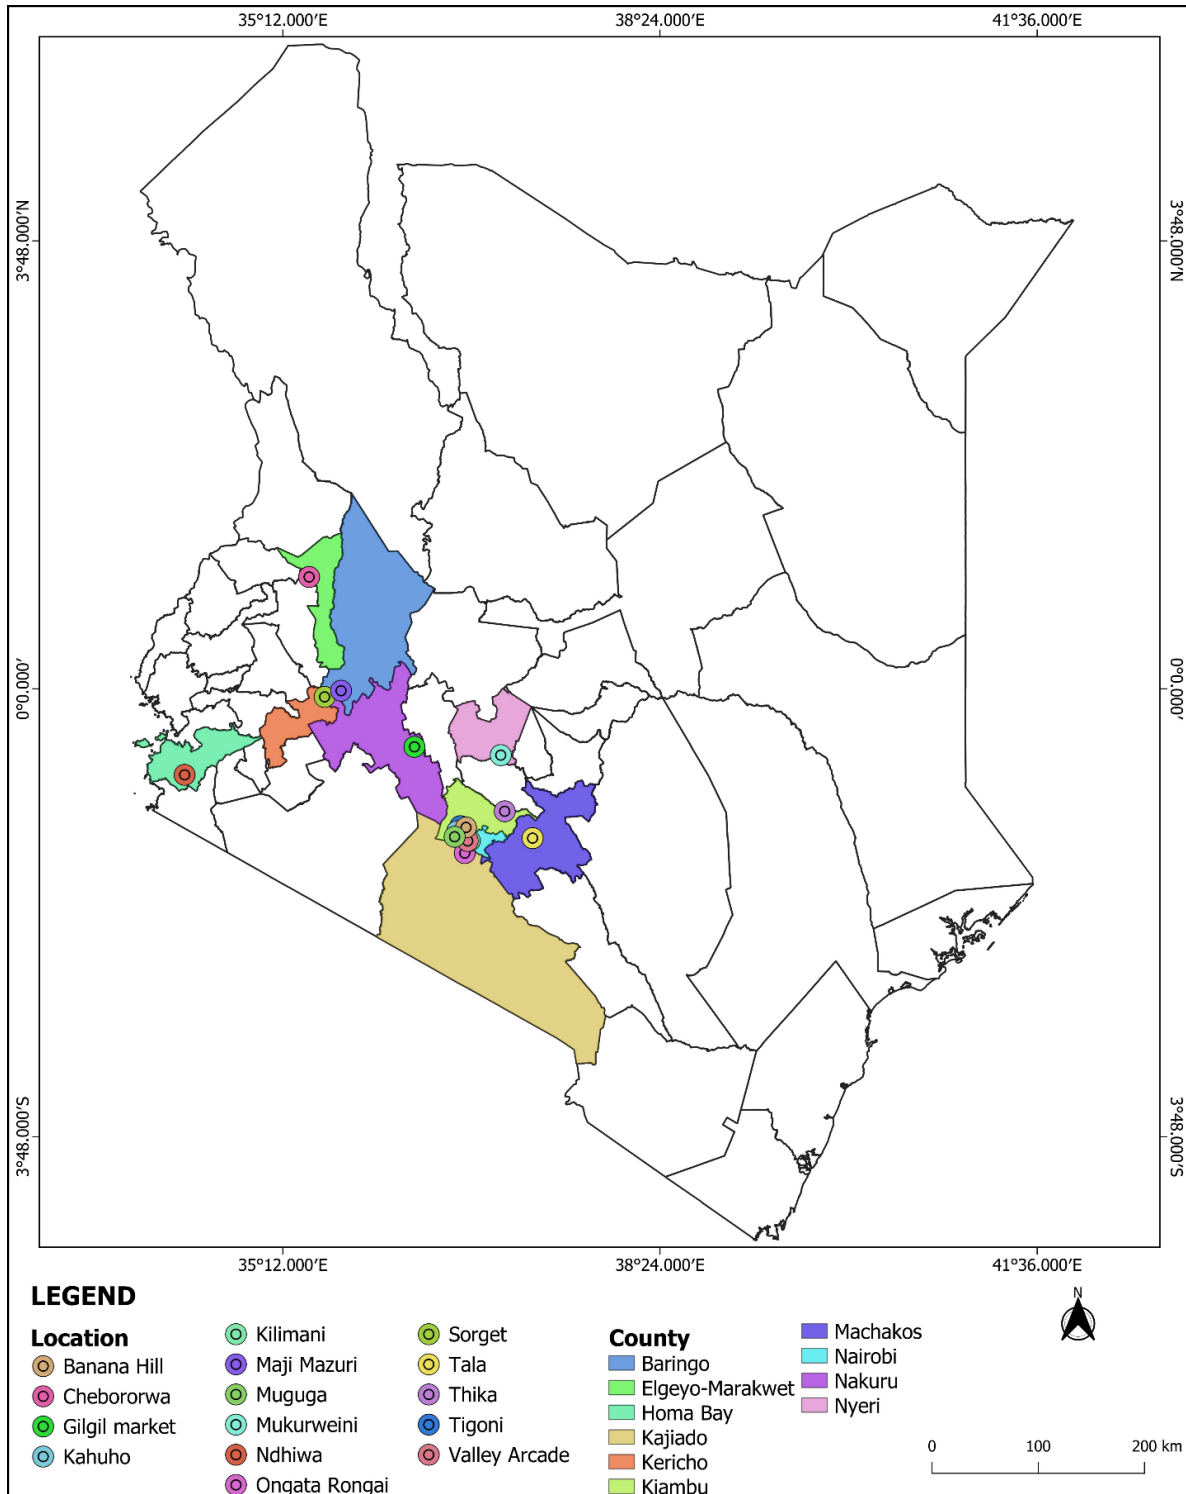 35°12.000′E 38°24.000′E 41°36.000′E
3°48.000′N 3°48.000′N
0°0.000′ 0°0.000′
3°48.000′S 3°48.000′S
35°12.000′E 38°24.000′E 41°36.000′E
LEGEND
Location
Banana Hill
Chebororwa
Gilgil market
Kahuho
Kilimani
Maji Mazuri
Muguga
Mukurweini
Ndhiwa
Ongata Rongai
Sorget
Tala
Thika
Tigoni
Valley Arcade
County
Baringo
Elgeyo-Marakwet
Homa Bay
Kajiado
Kericho
Kiambu
Machakos
Nairobi
Nakuru
Nyeri
N
0 100 200 km